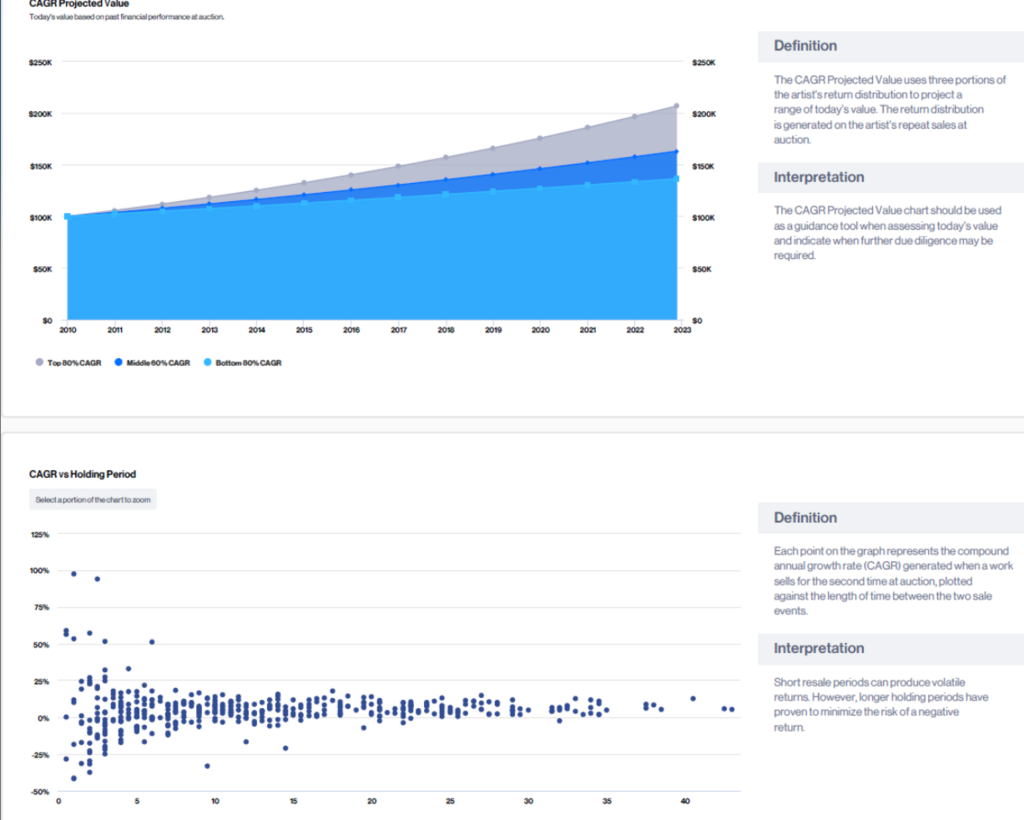 CAGR Projected Value
Today's value based on past financial performance at auction.
$250K
$250K
$200K
$200K
$150K
$150K
$100K
$100K
$50K
$50K
$0
$0
2010 2011 2012 2013 2014 2015 2016 2017 2018 2019 2020 2021 2022 2023
Top 80% CAGR Middle 60% CAGR Bottom 80% CAGR
Definition
The CAGR Projected Value uses three portions of
the artist's return distribution to project a
range of today's value. The return distribution
is generated on the artist's repeat sales at
auction.
Interpretation
The CAGR Projected Value chart should be used
as a guidance tool when assessing today's value
and indicate when further due diligence may be
required.
CAGR vs Holding Period
Select a portion of the chart to zoom
125%
100%
75%
50%
25%
0%
-25%
-50%
0 5 10 15 20 25 30 35 40
Definition
Each point on the graph represents the compound
annual growth rate (CAGR) generated when a work
sells for the second time at auction, plotted
against the length of time between the two sale
events.
Interpretation
Short resale periods can produce volatile
returns. However, longer holding periods have
proven to minimize the risk of a negative
return.